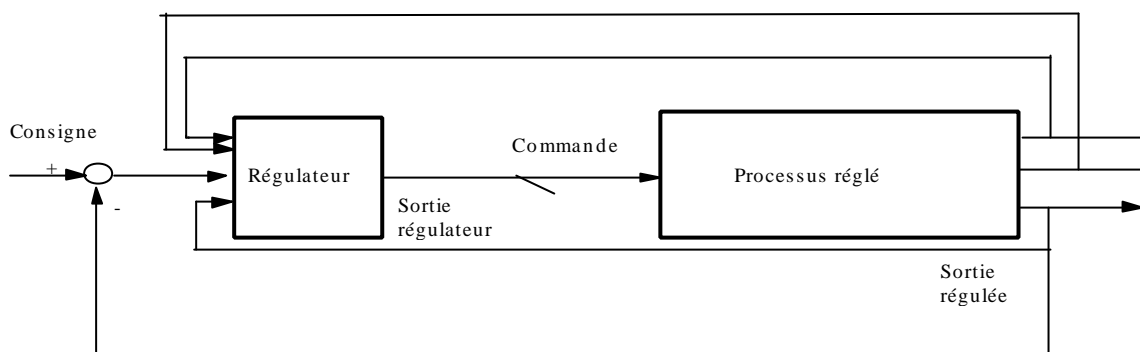 Consigne
+
-
Régulateur
Commande
Sortie
régulateur
Processus réglé
Sortie
régulée